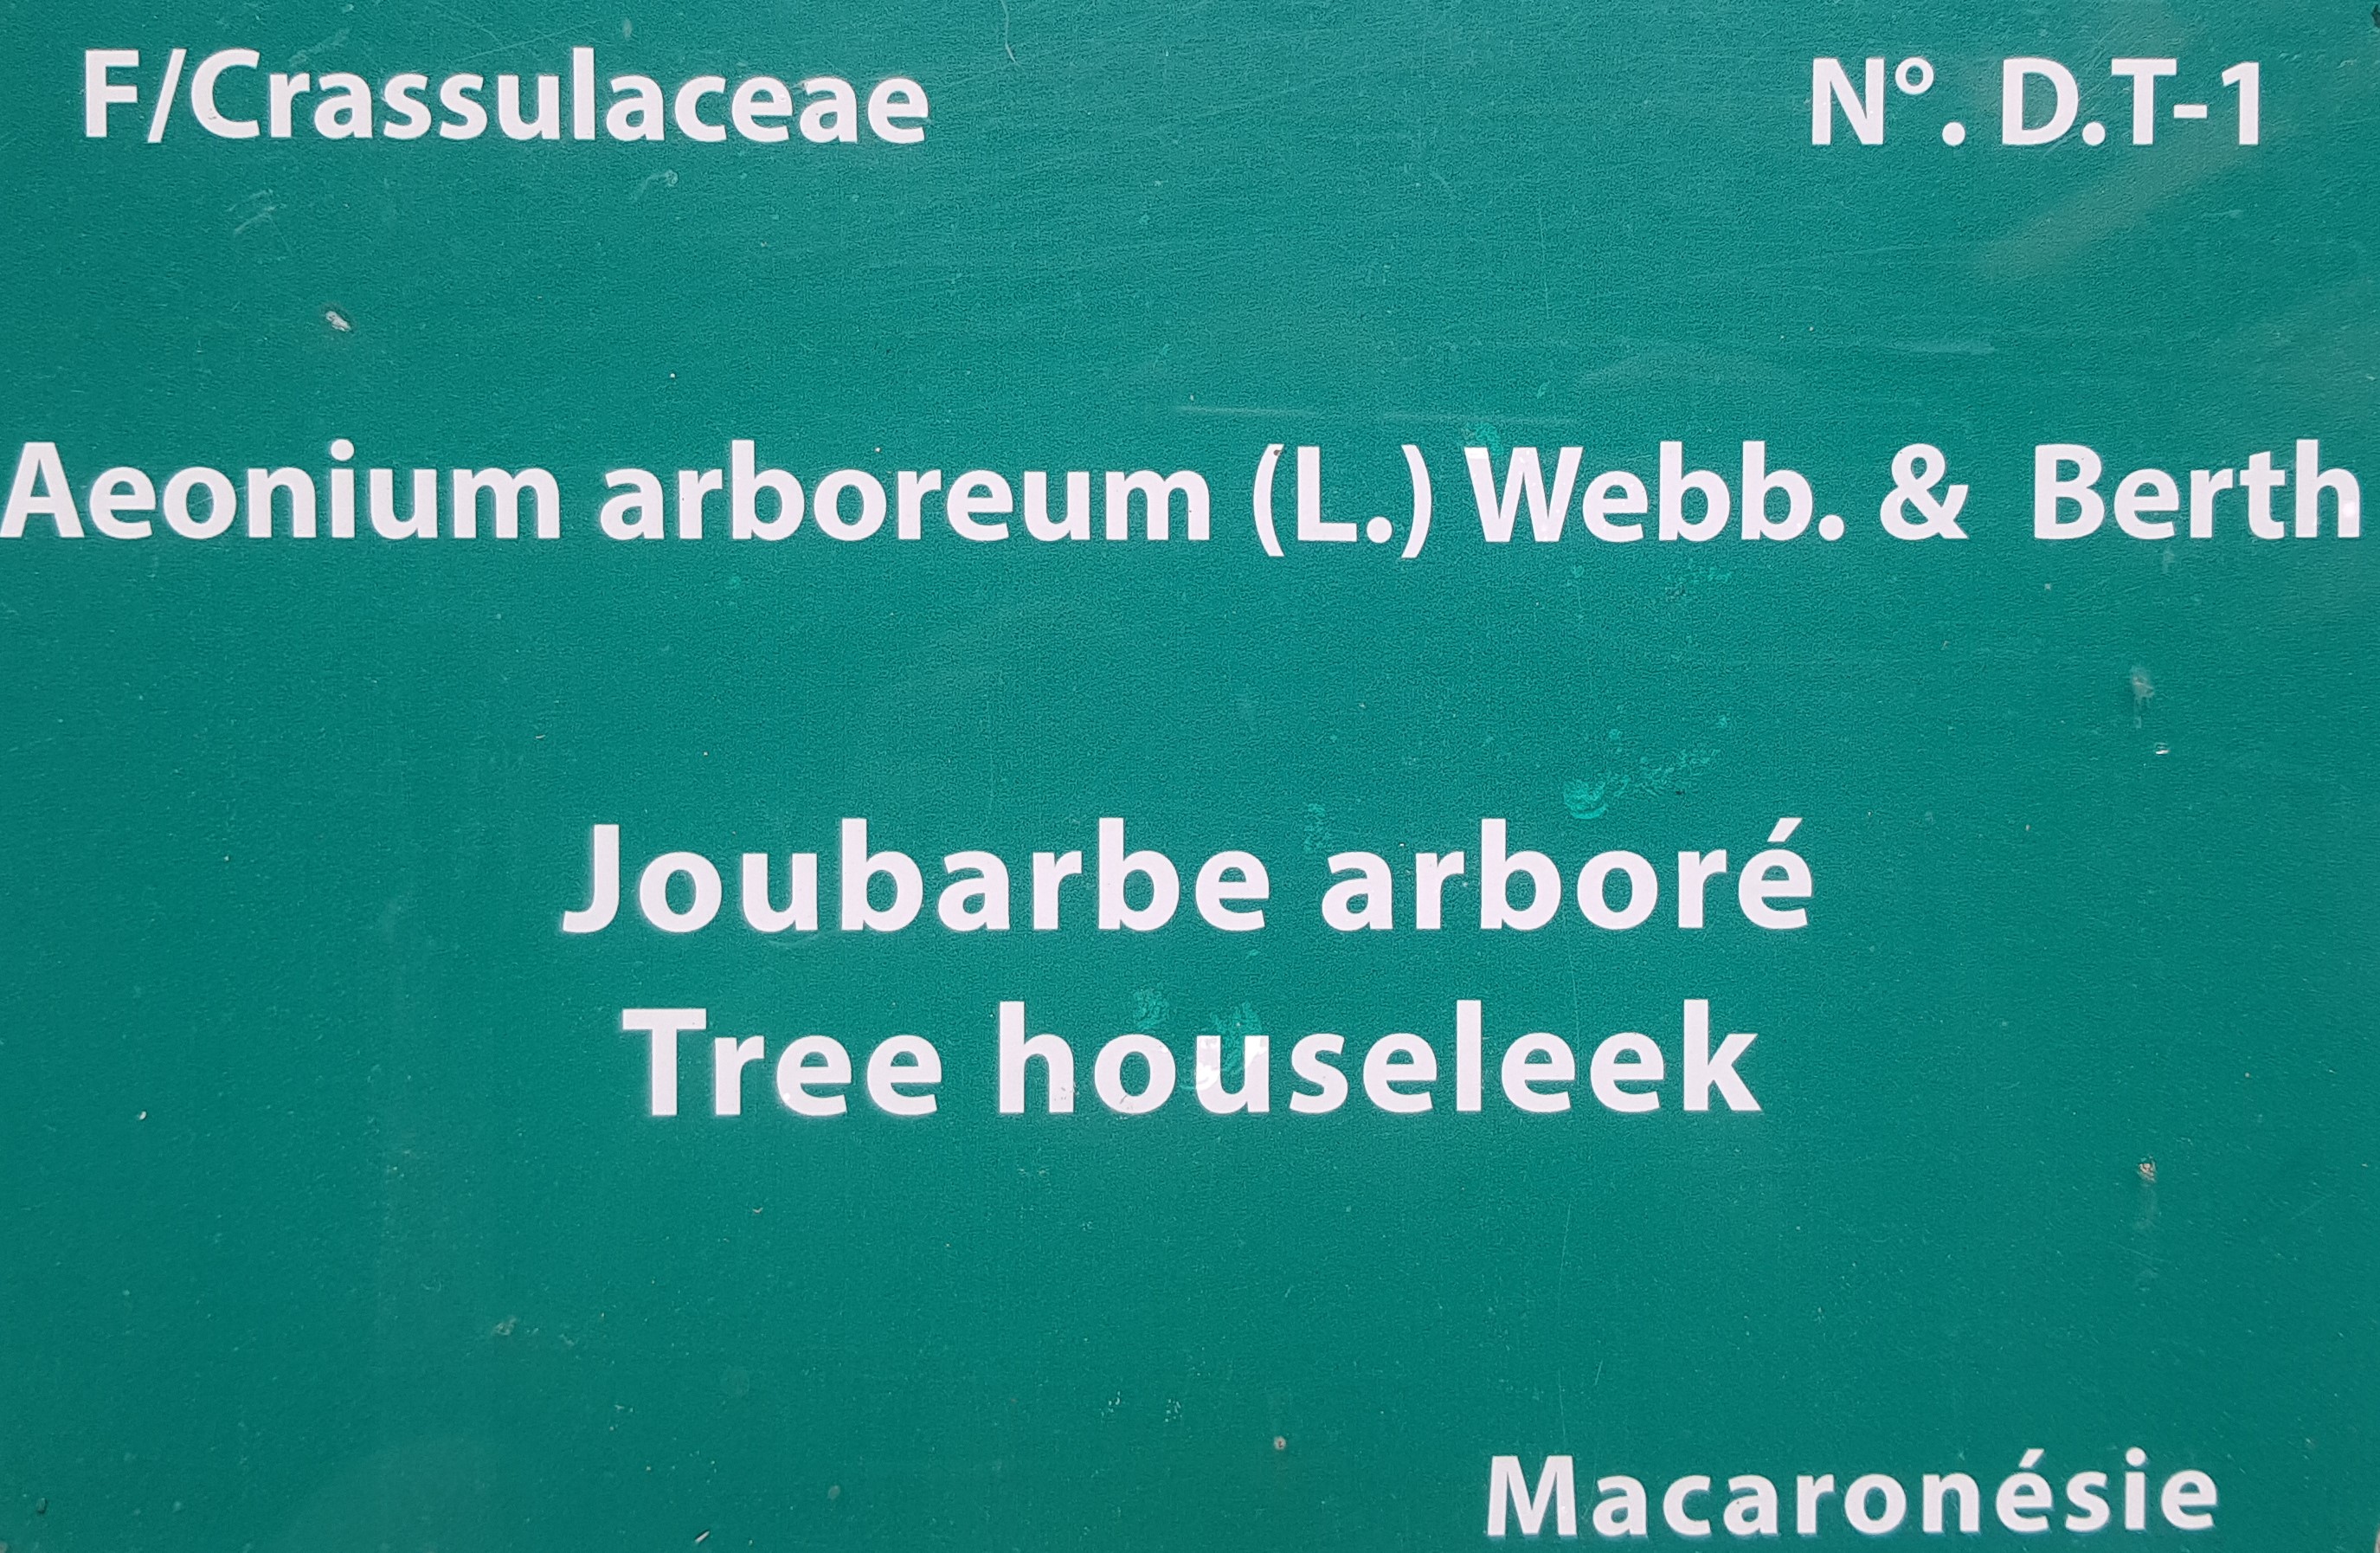 F/Crassulaceae N°. D.T-1
Aeonium arboreum (L.) Webb. & Berth
Joubarbe arboré
Tree houseleek
Macaronésie